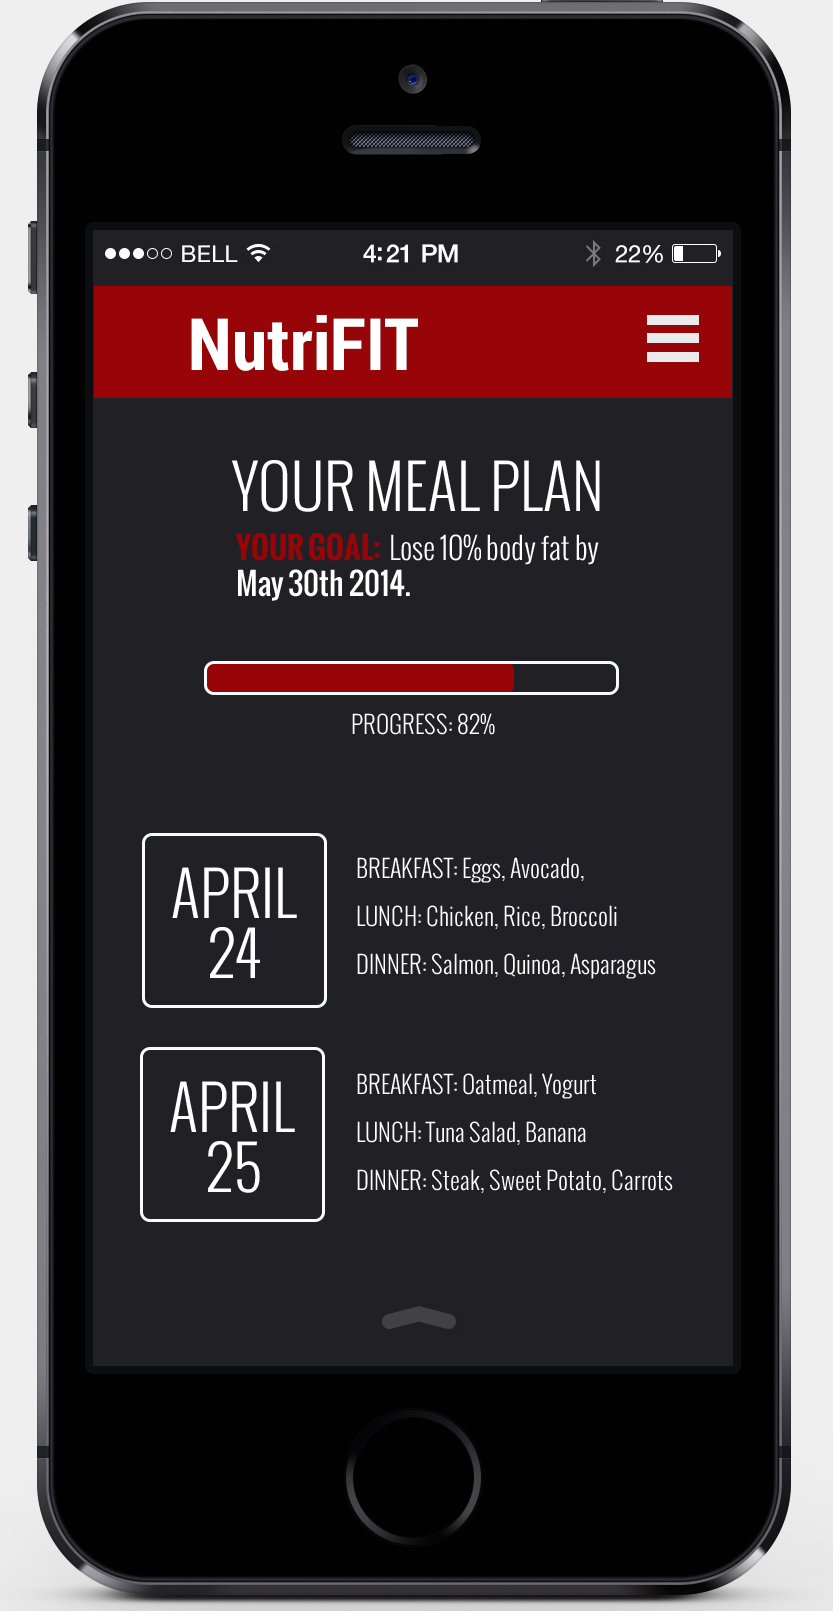 BELL 4:21 PM 22%
NutriFIT
YOUR MEAL PLAN
YOUR GOAL: Lose 10% body fat by
May 30th 2014.
PROGRESS: 82%
APRIL
24
BREAKFAST: Eggs, Avocado,
LUNCH: Chicken, Rice, Broccoli
DINNER: Salmon, Quinoa, Asparagus
APRIL
25
BREAKFAST: Oatmeal, Yogurt
LUNCH: Tuna Salad, Banana
DINNER: Steak, Sweet Potato, Carrots